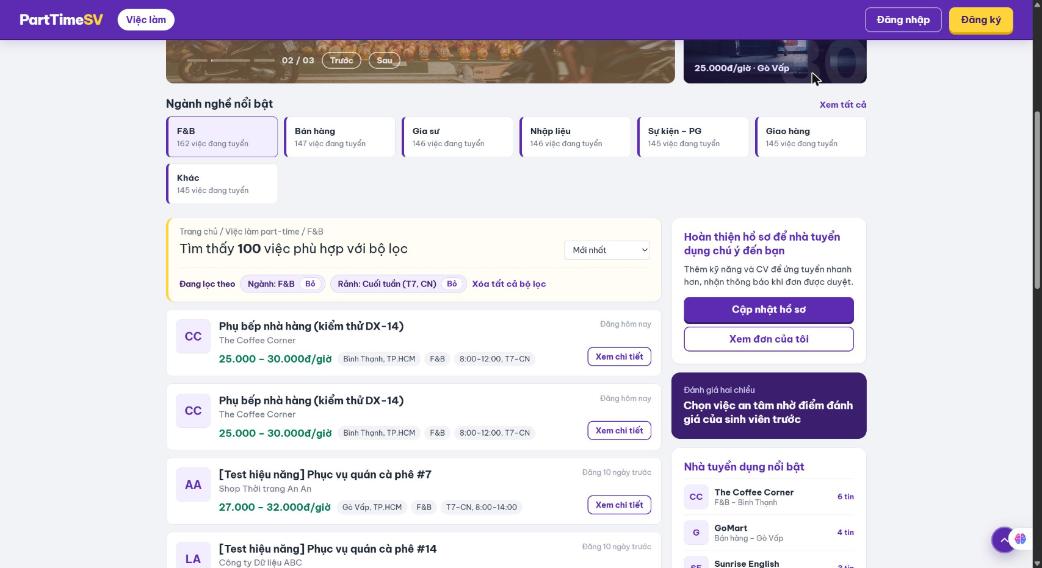 PartTimeSV
Việc làm
Đăng nhập
Đăng ký
02 / 03
Trước
Sau
25.000đ/giờ · Gò Vấp
Ngành nghề nổi bật
Xem tất cả
F&B
162 việc đang tuyển
Bán hàng
147 việc đang tuyển
Gia sư
146 việc đang tuyển
Nhập liệu
146 việc đang tuyển
Sự kiện – PG
145 việc đang tuyển
Giao hàng
145 việc đang tuyển
Khác
145 việc đang tuyển
Trang chủ / Việc làm part-time / F&B
Tìm thấy 100 việc phù hợp với bộ lọc
Mới nhất
Đang lọc theo
Ngành: F&B
Bỏ
Rảnh: Cuối tuần (T7, CN)
Bỏ
Xóa tất cả bộ lọc
CC
Phụ bếp nhà hàng (kiểm thử DX-14)
Đăng hôm nay
The Coffee Corner
25.000 – 30.000đ/giờ
Bình Thạnh, TP.HCM
F&B
8:00–12:00, T7–CN
Xem chi tiết
CC
Phụ bếp nhà hàng (kiểm thử DX-14)
Đăng hôm nay
The Coffee Corner
25.000 – 30.000đ/giờ
Bình Thạnh, TP.HCM
F&B
8:00–12:00, T7–CN
Xem chi tiết
AA
[Test hiệu năng] Phục vụ quán cà phê #7
Đăng 10 ngày trước
Shop Thời trang An An
27.000 – 32.000đ/giờ
Gò Vấp, TP.HCM
F&B
T7–CN, 8:00–14:00
Xem chi tiết
LA
[Test hiệu năng] Phục vụ quán cà phê #14
Đăng 10 ngày trước
Công ty Dữ liệu ABC
Hoàn thiện hồ sơ để nhà tuyển
dụng chú ý đến bạn
Thêm kỹ năng và CV để ứng tuyển nhanh
hơn, nhận thông báo khi đơn được duyệt.
Cập nhật hồ sơ
Xem đơn của tôi
Đánh giá hai chiều
Chọn việc an tâm nhờ điểm đánh
giá của sinh viên trước
Nhà tuyển dụng nổi bật
CC
The Coffee Corner
F&B – Bình Thạnh
6 tin
G
GoMart
Bán hàng – Gò Vấp
4 tin
Sunrise English